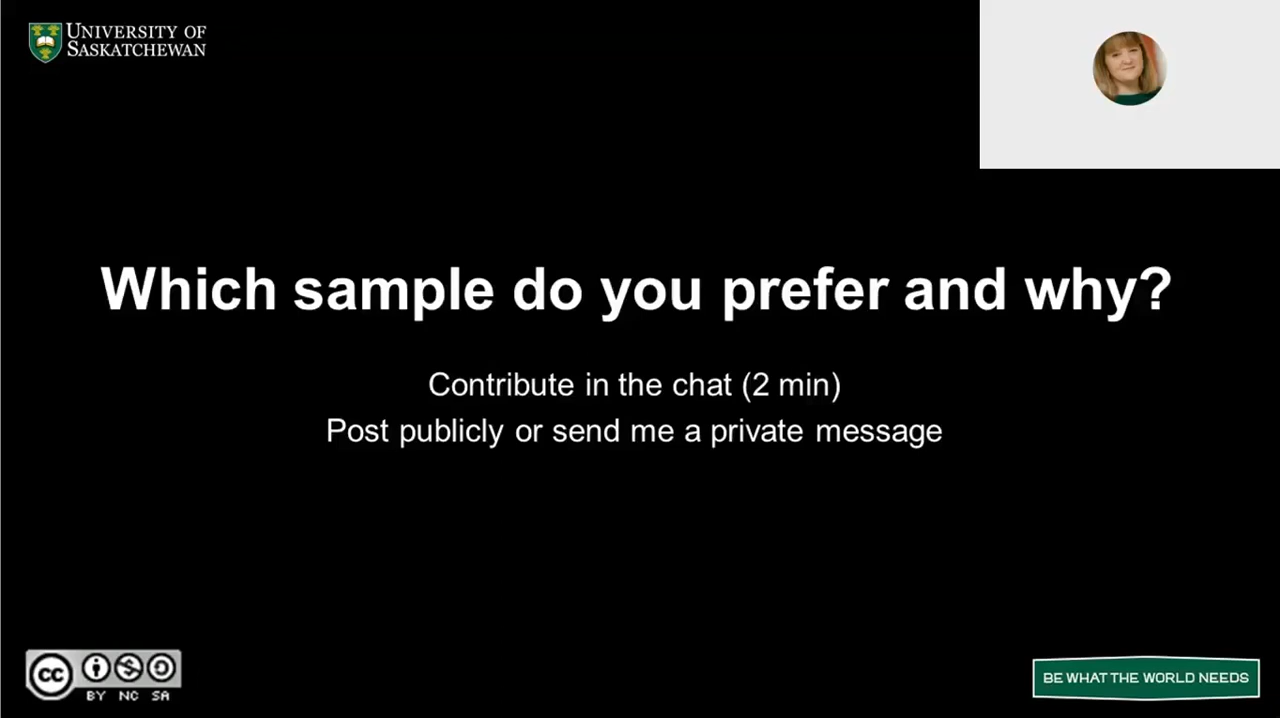 UNIVERSITY OF
SASKATCHEWAN
Which sample do you prefer and why?
Contribute in the chat (2 min)
Post publicly or send me a private message
cc
BY NC SA
BE WHAT THE WORLD NEEDS